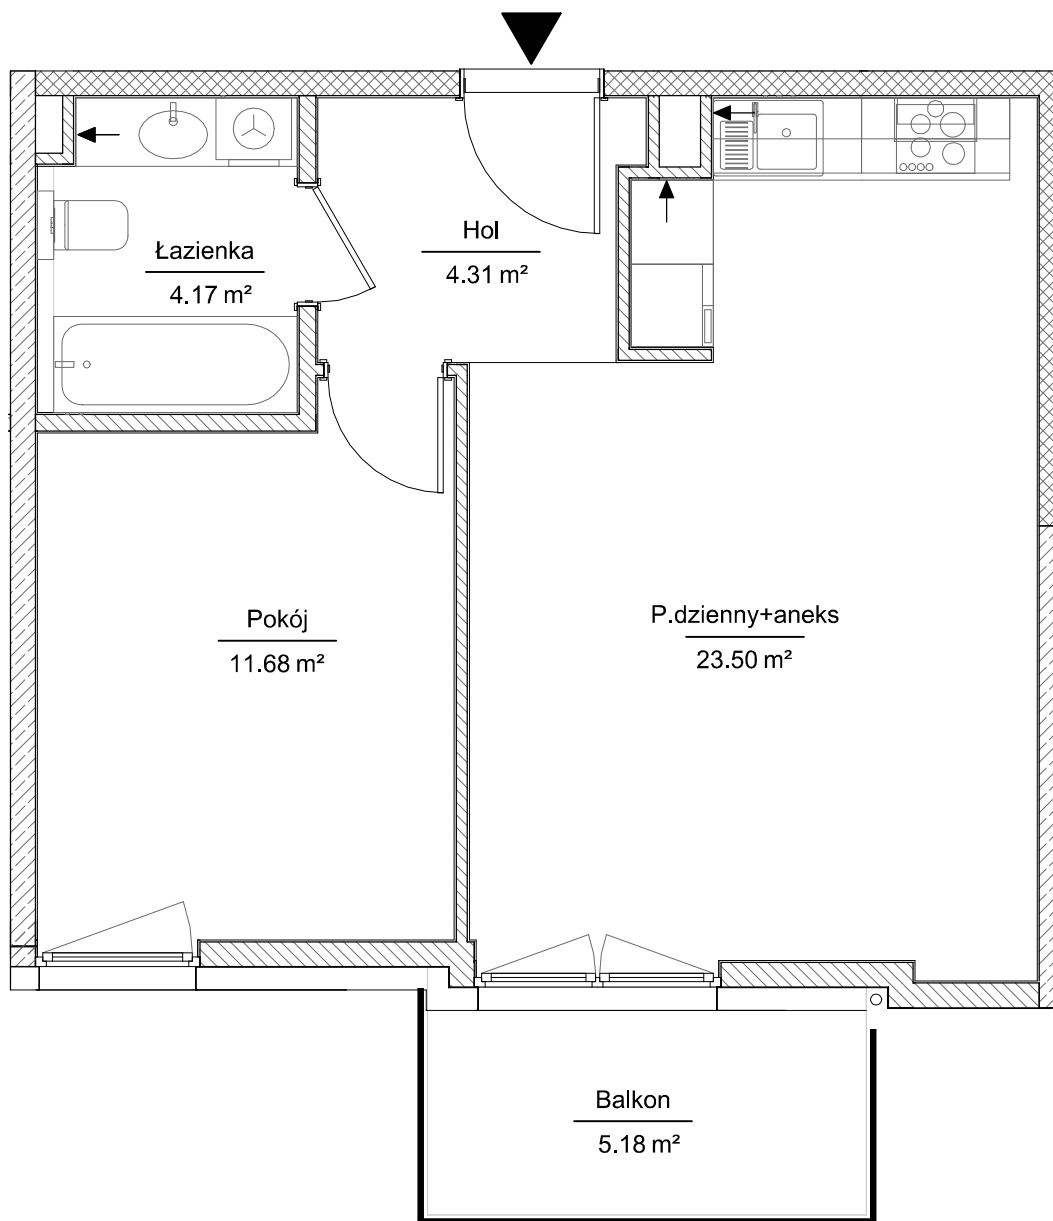 Hol
4.31 m²
Łazienka
4.17 m²
Pokój
11.68 m²
P.dzienny+aneks
23.50 m²
Balkon
5.18 m²